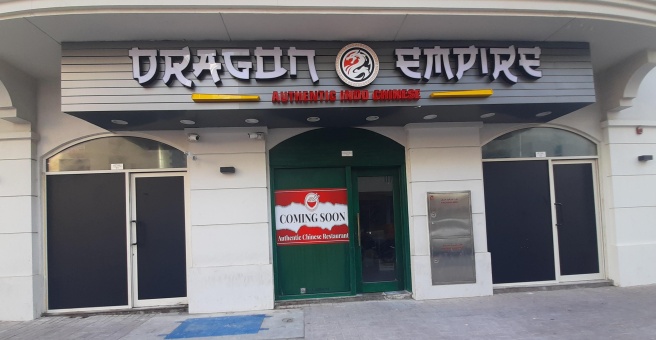 DRAGON EMPIRE
AUTHENTIC INDO CHINESE
COMING SOON
Authentic Chinese Restaurant